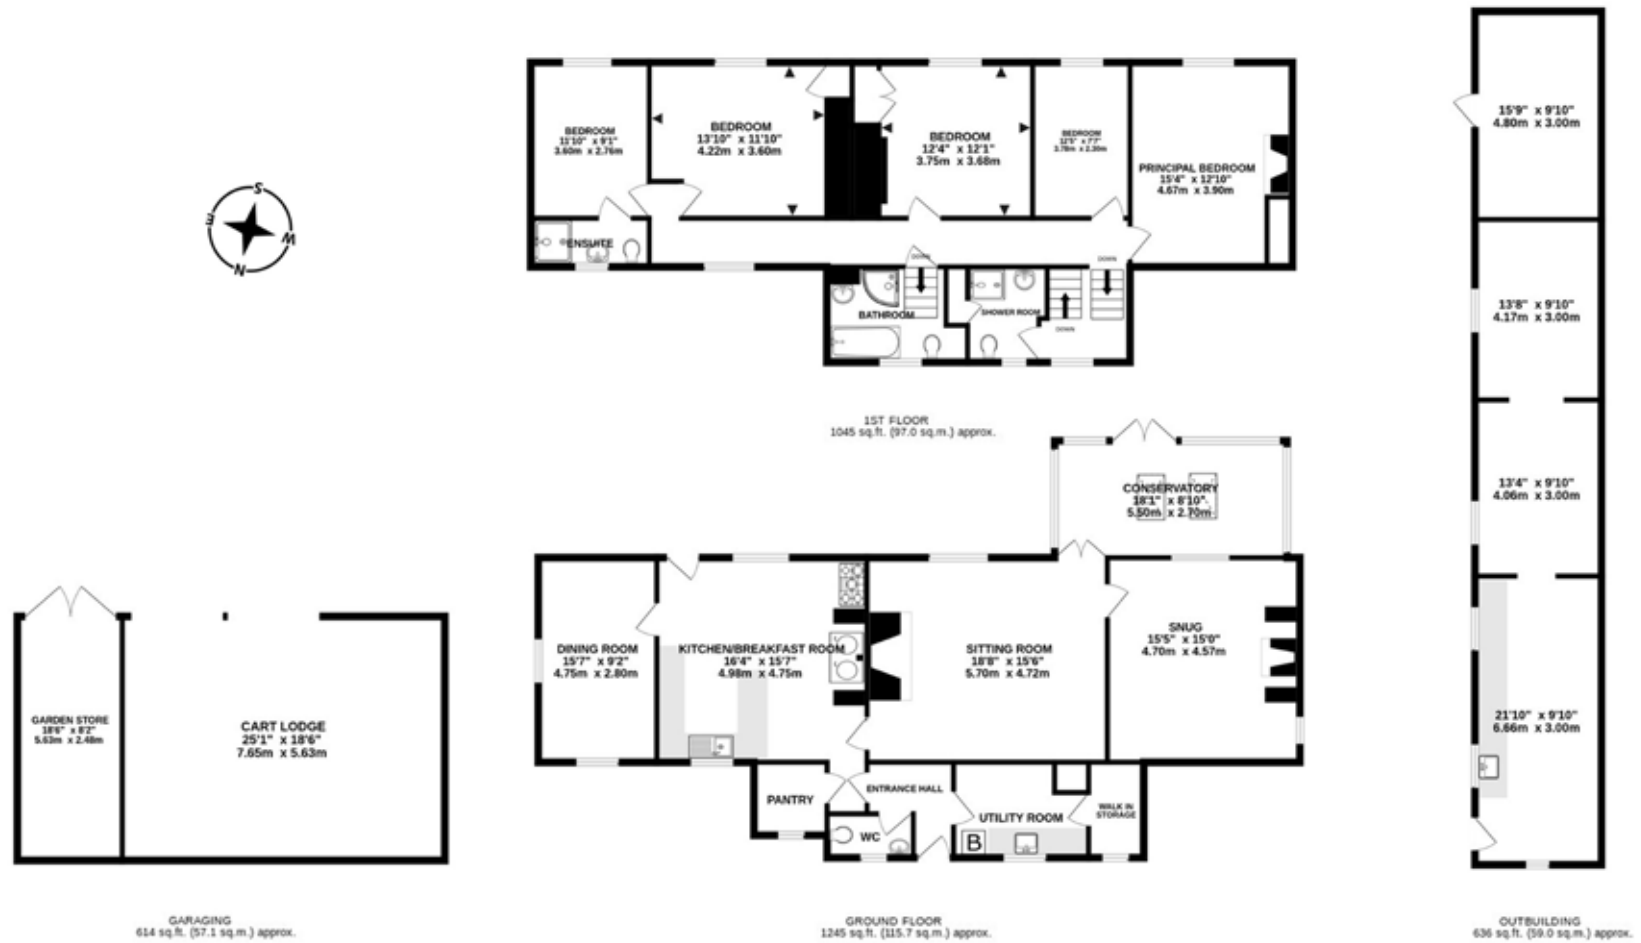 S
E
W
N
BEDROOM
11'10" x 9'1"
3.60m x 2.76m
BEDROOM
13'10" x 11'10"
4.22m x 3.60m
BEDROOM
12'4" x 12'1"
3.75m x 3.68m
BEDROOM
12'5" x 7'7"
3.78m x 2.30m
PRINCIPAL BEDROOM
15'4" x 12'10"
4.67m x 3.90m
ENSUITE
DOWN
DOWN
BATHROOM
SHOWER ROOM
DOWN
1ST FLOOR
1045 sq.ft. (97.0 sq.m.) approx.
CONSERVATORY
18'1" x 8'10"
5.50m x 2.70m
DINING ROOM
15'7" x 9'2"
4.75m x 2.80m
KITCHEN/BREAKFAST ROOM
16'4" x 15'7"
4.98m x 4.75m
SITTING ROOM
18'8" x 15'6"
5.70m x 4.72m
SNUG
15'5" x 15'0"
4.70m x 4.57m
PANTRY
ENTRANCE HALL
WC
UTILITY ROOM
B
WALK IN
STORAGE
GROUND FLOOR
1245 sq.ft. (115.7 sq.m.) approx.
GARDEN STORE
18'6" x 8'2"
5.63m x 2.48m
CART LODGE
25'1" x 18'6"
7.65m x 5.63m
GARAGING
614 sq.ft. (57.1 sq.m.) approx.
15'9" x 9'10"
4.80m x 3.00m
13'8" x 9'10"
4.17m x 3.00m
13'4" x 9'10"
4.06m x 3.00m
21'10" x 9'10"
6.66m x 3.00m
OUTBUILDING
636 sq.ft. (59.0 sq.m.) approx.